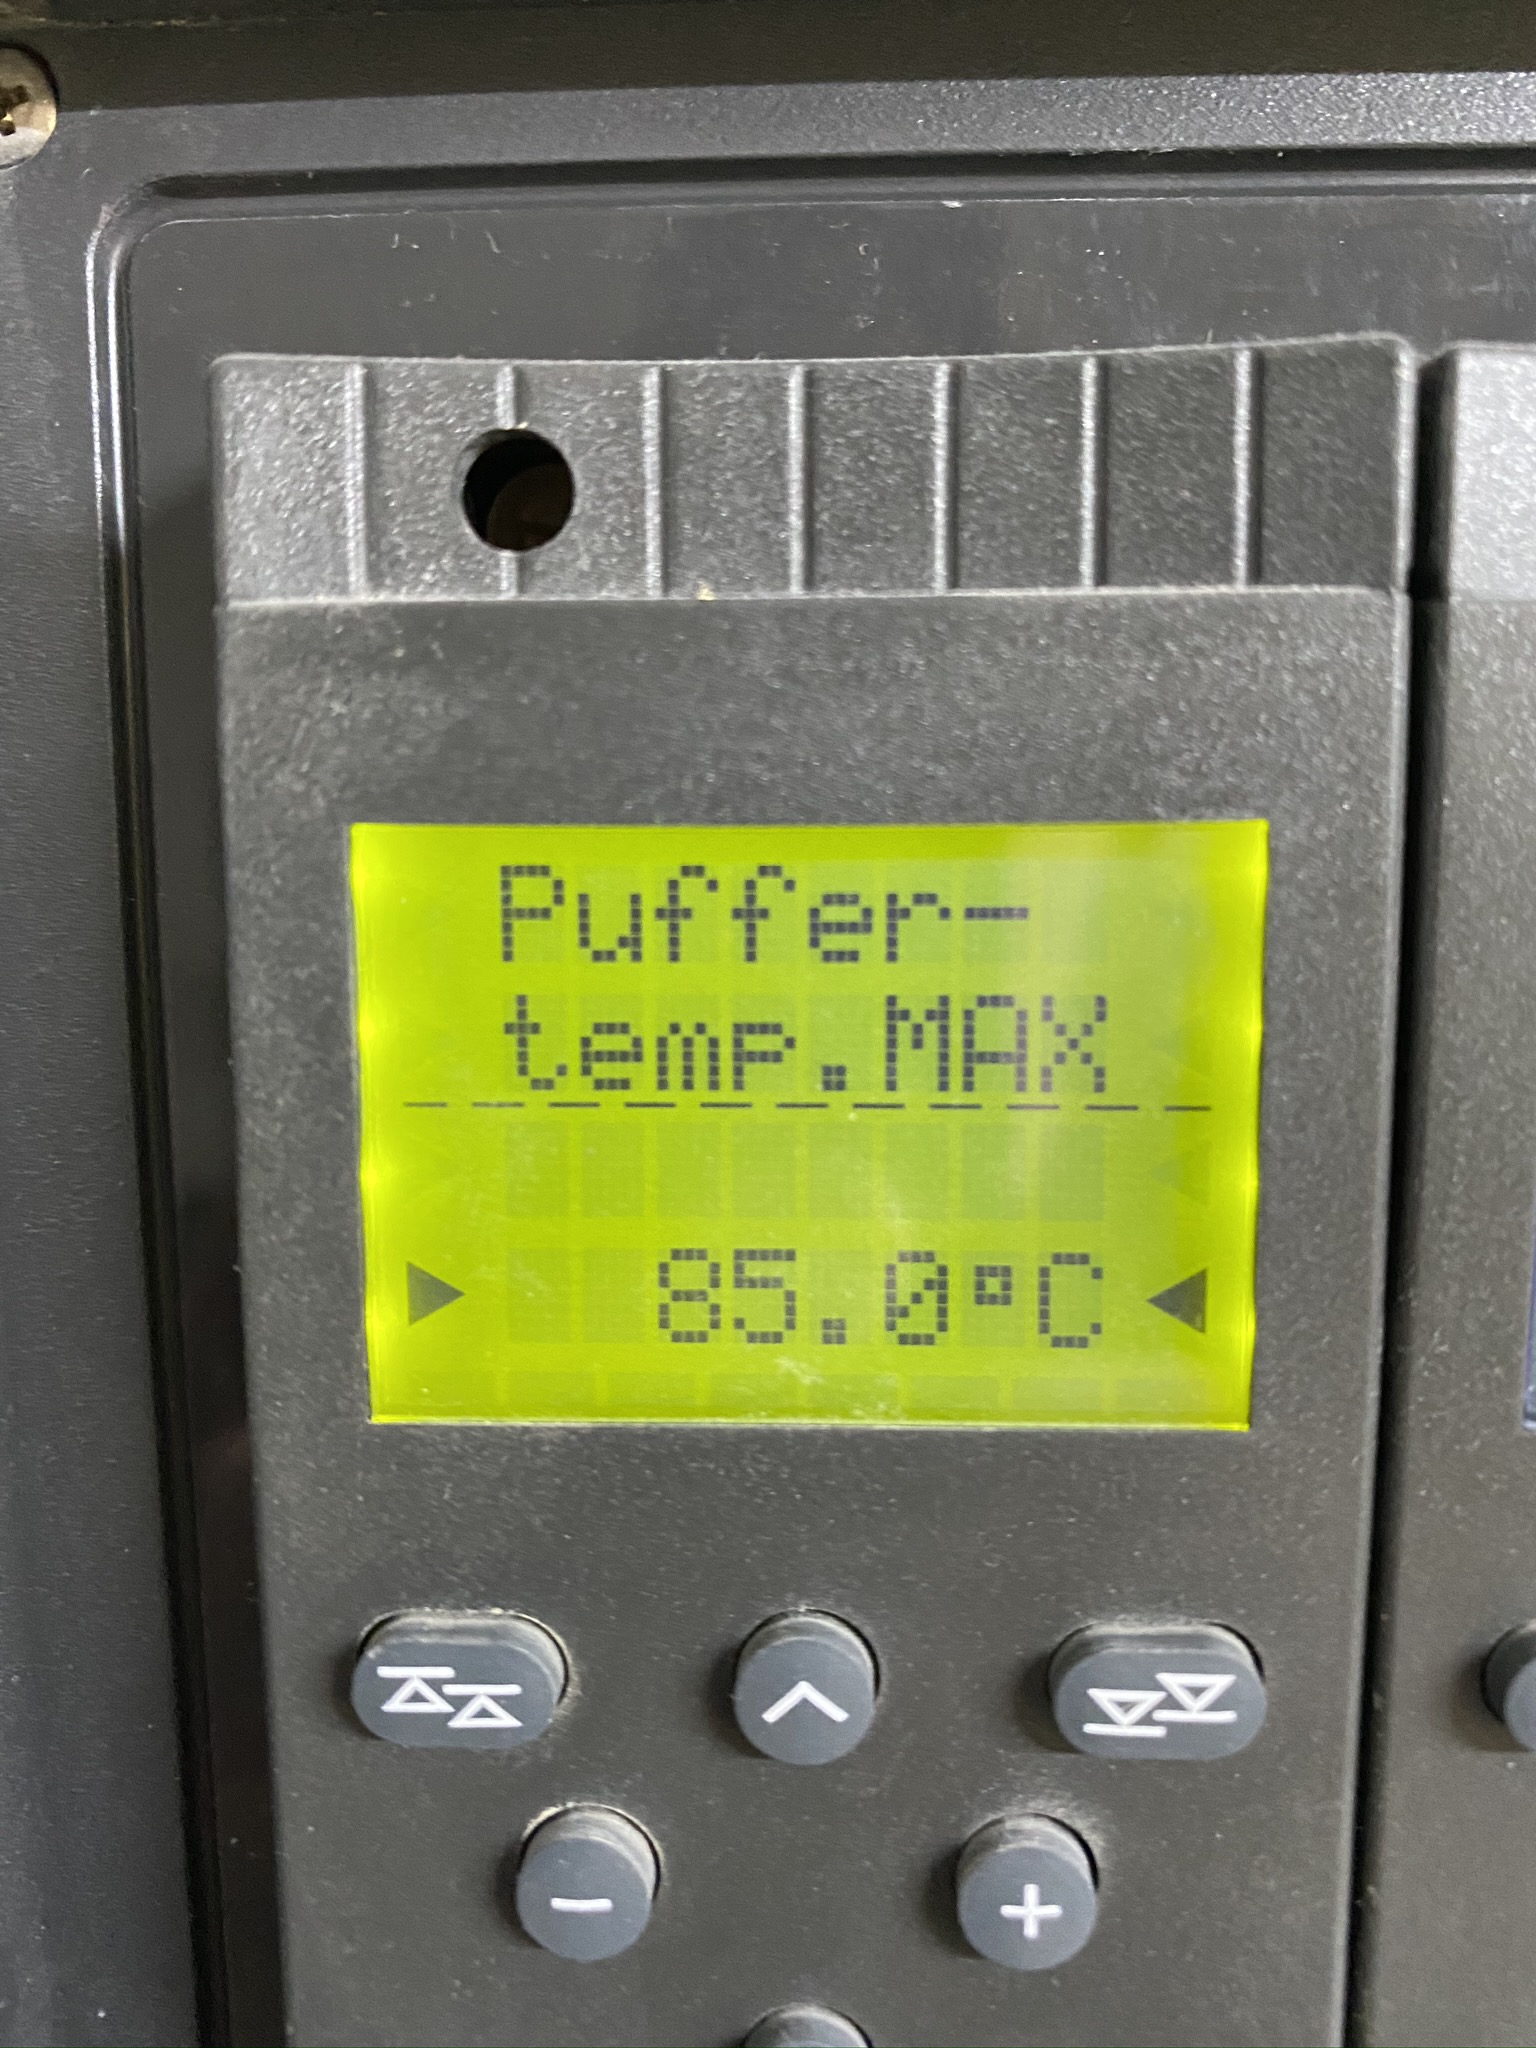 Puffer-
temp.MAX
85.0°C